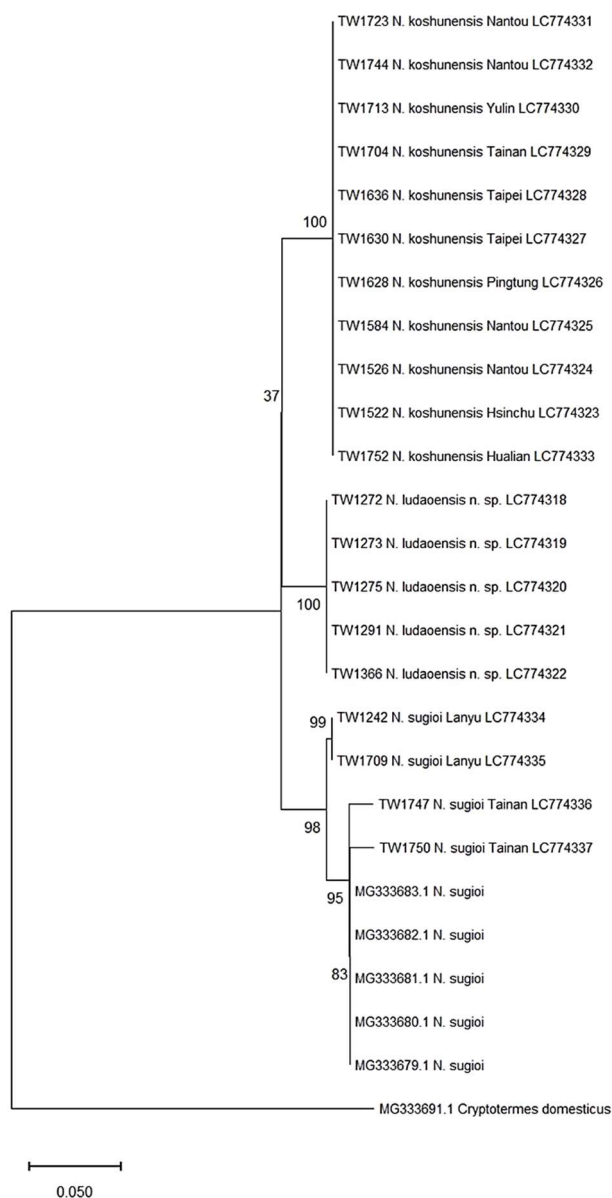 TW1723 N. koshunensis Nantou LC774331
TW1744 N. koshunensis Nantou LC774332
TW1713 N. koshunensis Yulin LC774330
TW1704 N. koshunensis Tainan LC774329
TW1636 N. koshunensis Taipei LC774328
100
TW1630 N. koshunensis Taipei LC774327
TW1628 N. koshunensis Pingtung LC774326
TW1584 N. koshunensis Nantou LC774325
TW1526 N. koshunensis Nantou LC774324
37
TW1522 N. koshunensis Hsinchu LC774323
TW1752 N. koshunensis Hualian LC774333
TW1272 N. ludaoensis n. sp. LC774318
TW1273 N. ludaoensis n. sp. LC774319
TW1275 N. ludaoensis n. sp. LC774320
100
TW1291 N. ludaoensis n. sp. LC774321
TW1366 N. ludaoensis n. sp. LC774322
99
TW1242 N. sugioi Lanyu LC774334
TW1709 N. sugioi Lanyu LC774335
TW1747 N. sugioi Tainan LC774336
98
TW1750 N. sugioi Tainan LC774337
MG333683.1 N. sugioi
95
MG333682.1 N. sugioi
83
MG333681.1 N. sugioi
MG333680.1 N. sugioi
MG333679.1 N. sugioi
MG333691.1 Cryptotermes domesticus
0.050